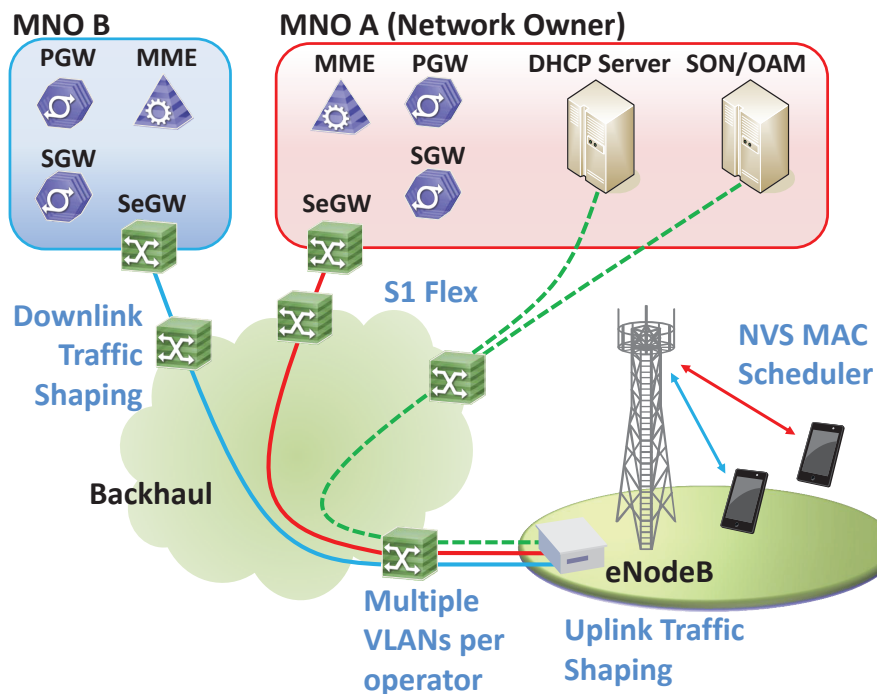 MNO B
PGW
MME
SGW
SeGW
MNO A (Network Owner)
MME
PGW
DHCP Server
SON/OAM
SGW
SeGW
Downlink
Traffic
Shaping
S1 Flex
NVS MAC
Scheduler
Backhaul
eNodeB
Multiple
VLANs per
operator
Uplink Traffic
Shaping